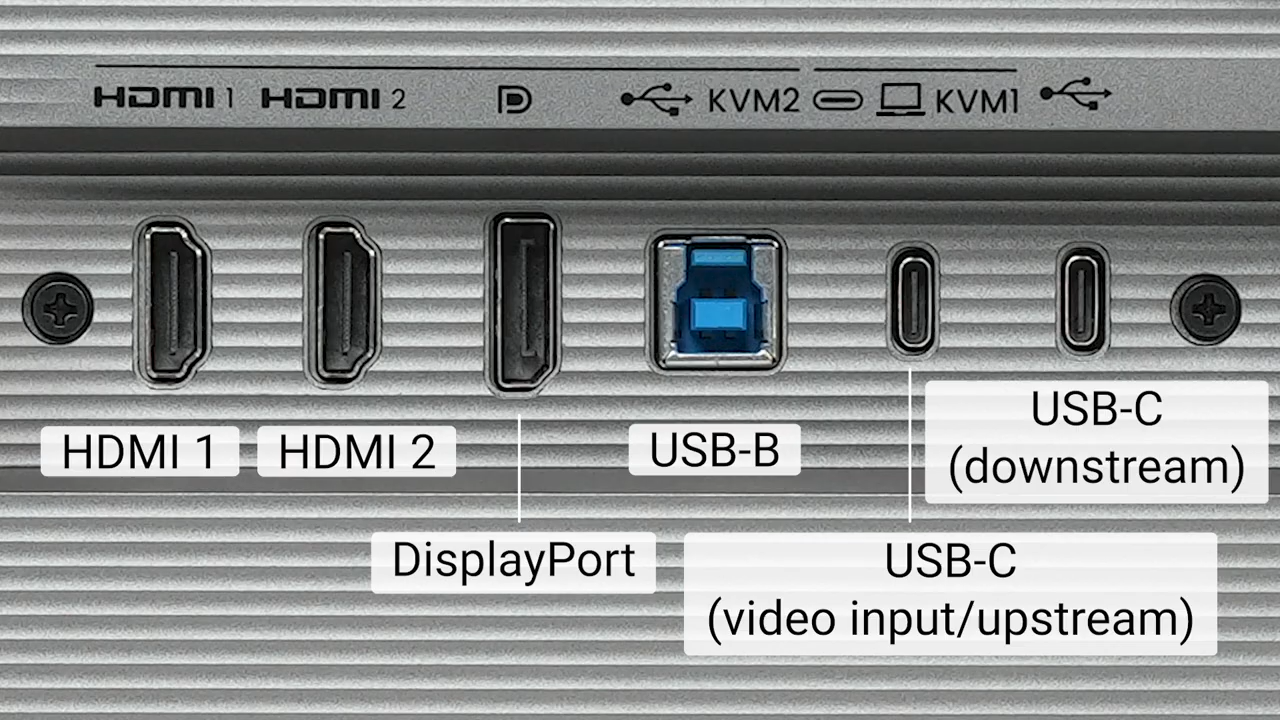 HDMI 1 HDMI 2 KVM2 KVM1
HDMI 1
HDMI 2
USB-B
USB-C
(downstream)
DisplayPort
USB-C
(video input/upstream)